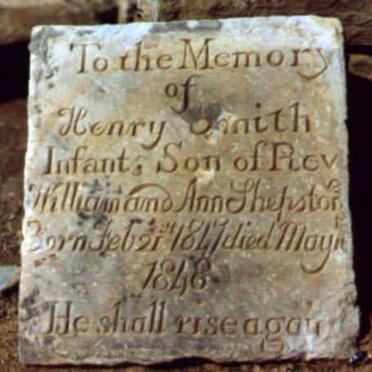 To the Memory
of
Henry Smith
Infant, Son of Rev
William and Ann Shepston
Born Feb 21st 1847 died May
1848
He shall rise again